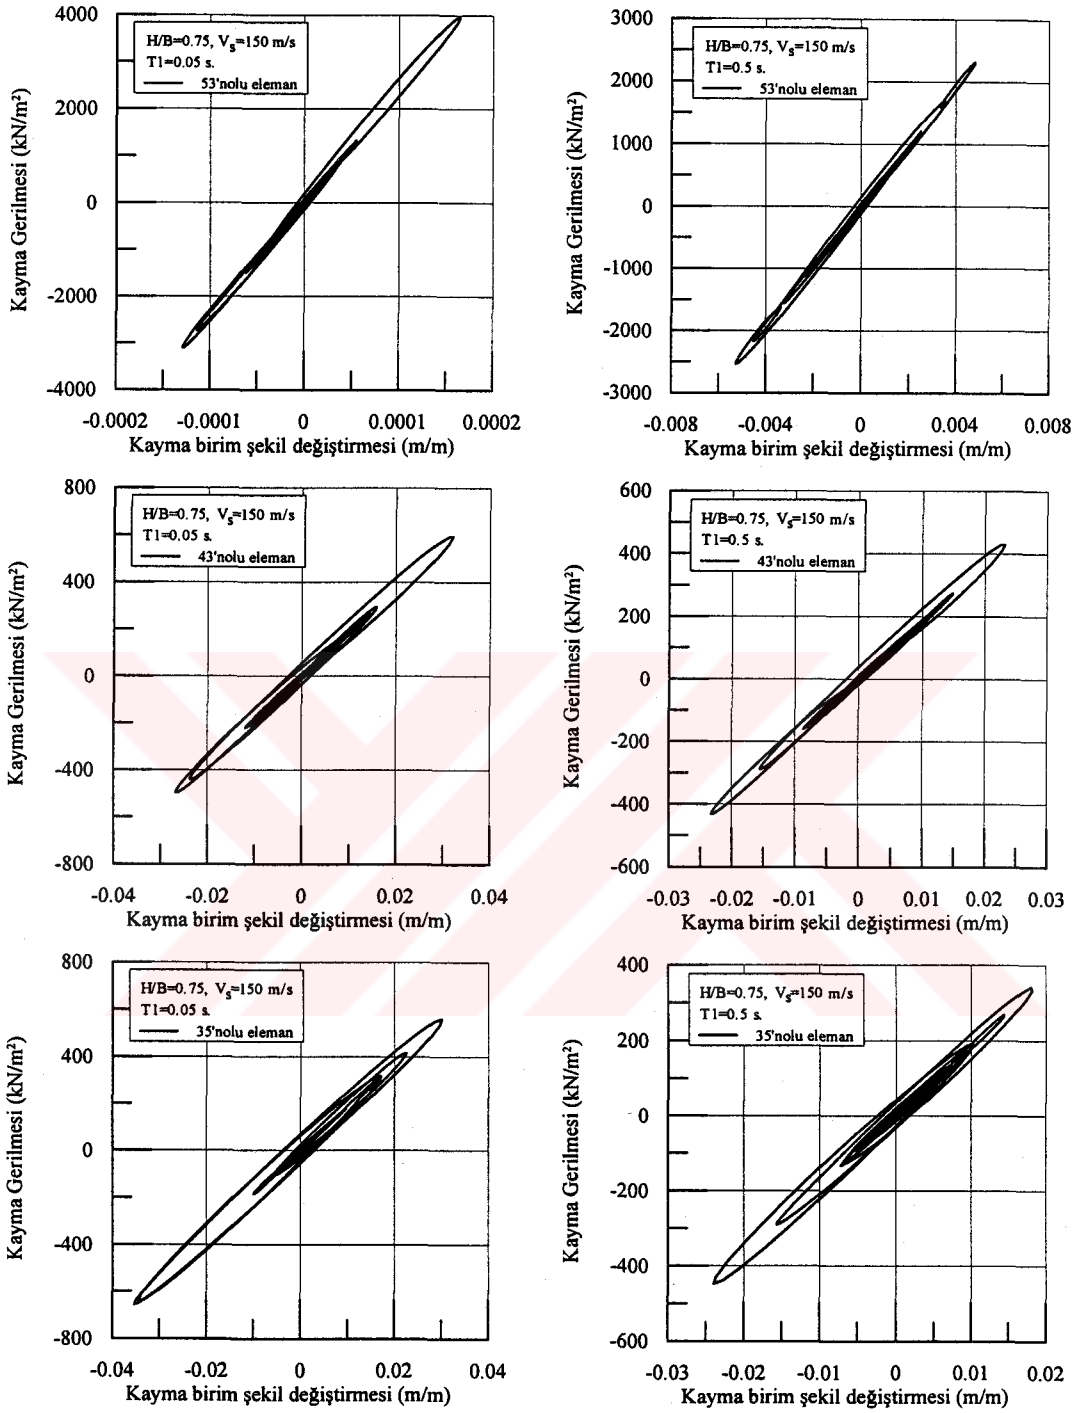 4000
2000
0
-2000
-4000
Kayma Gerilmesi (kN/m²)
H/B=0.75, Vs=150 m/s
T1=0.05 s.
53'nolu eleman
-0.0002 -0.0001 0 0.0001 0.0002
Kayma birim şekil değiştirmesi (m/m)
3000
2000
1000
0
-1000
-2000
-3000
Kayma Gerilmesi (kN/m²)
H/B=0.75, Vs=150 m/s
T1=0.5 s.
53'nolu eleman
-0.008 -0.004 0 0.004 0.008
Kayma birim şekil değiştirmesi (m/m)
800
400
0
-400
-800
Kayma Gerilmesi (kN/m²)
H/B=0.75, Vs=150 m/s
T1=0.05 s.
43'nolu eleman
-0.04 -0.02 0 0.02 0.04
Kayma birim şekil değiştirmesi (m/m)
600
400
200
0
-200
-400
-600
Kayma Gerilmesi (kN/m²)
H/B=0.75, Vs=150 m/s
T1=0.5 s.
43'nolu eleman
-0.03 -0.02 -0.01 0 0.01 0.02 0.03
Kayma birim şekil değiştirmesi (m/m)
800
400
0
-400
-800
Kayma Gerilmesi (kN/m²)
H/B=0.75, Vs=150 m/s
T1=0.05 s.
35'nolu eleman
-0.04 -0.02 0 0.02 0.04
Kayma birim şekil değiştirmesi (m/m)
400
200
0
-200
-400
-600
Kayma Gerilmesi (kN/m²)
H/B=0.75, Vs=150 m/s
T1=0.5 s.
35'nolu eleman
-0.03 -0.02 -0.01 0 0.01 0.02
Kayma birim şekil değiştirmesi (m/m)